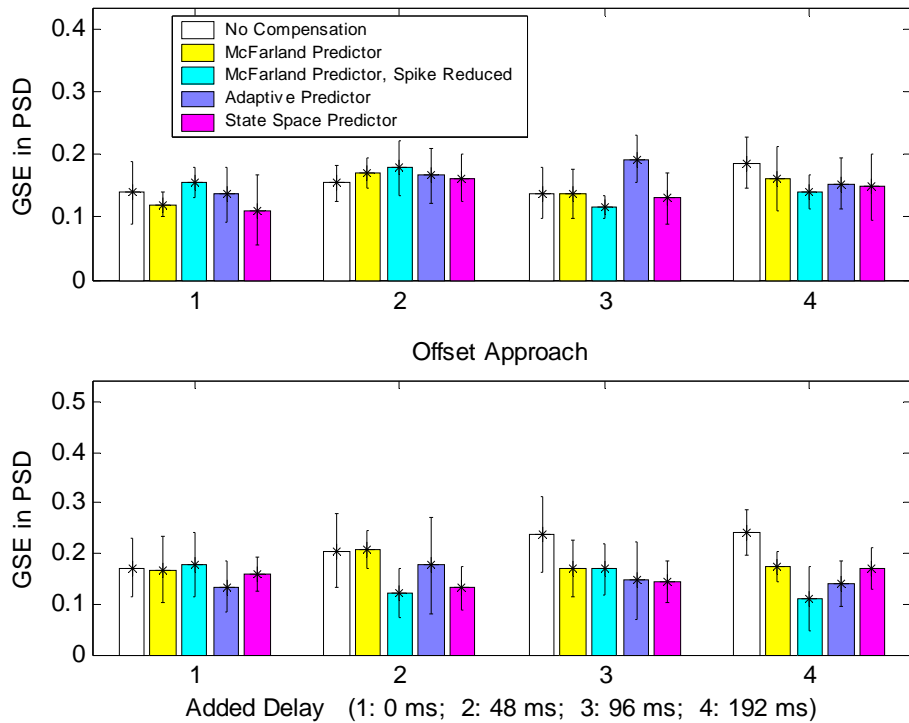 0.4
0.3
0.2
0.1
0
GSE in PSD
No Compensation
McFarland Predictor
McFarland Predictor, Spike Reduced
Adaptive Predictor
State Space Predictor
1 2 3 4
Offset Approach
0.5
0.4
0.3
0.2
0.1
0
GSE in PSD
1 2 3 4
Added Delay (1: 0 ms; 2: 48 ms; 3: 96 ms; 4: 192 ms)